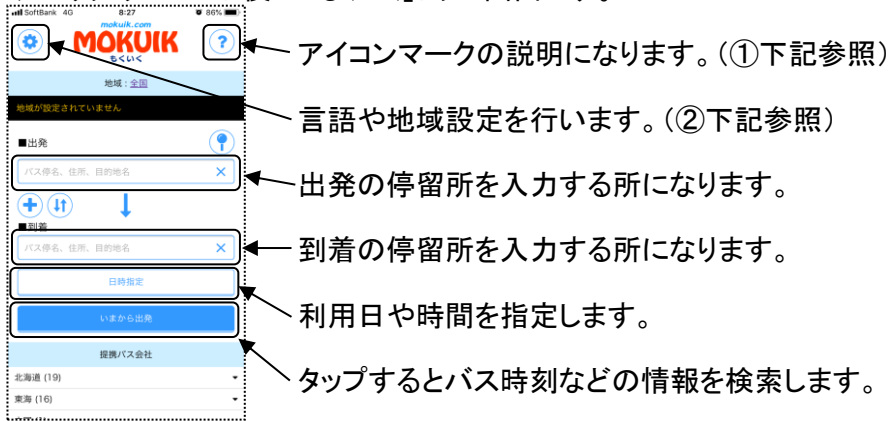 SoftBank 4G 8:27 86%
mokuik.com
MOKUIK
もくいく
?
地域：全国
地域が設定されていません
■出発
バス停名、住所、目的地名 ×
■到着
バス停名、住所、目的地名 ×
日時指定
いまから出発
提携バス会社
北海道 (19)
東海 (16)
アイコンマークの説明になります。（①下記参照）
言語や地域設定を行います。（②下記参照）
出発の停留所を入力する所になります。
到着の停留所を入力する所になります。
利用日や時間を指定します。
タップするとバス時刻などの情報を検索します。